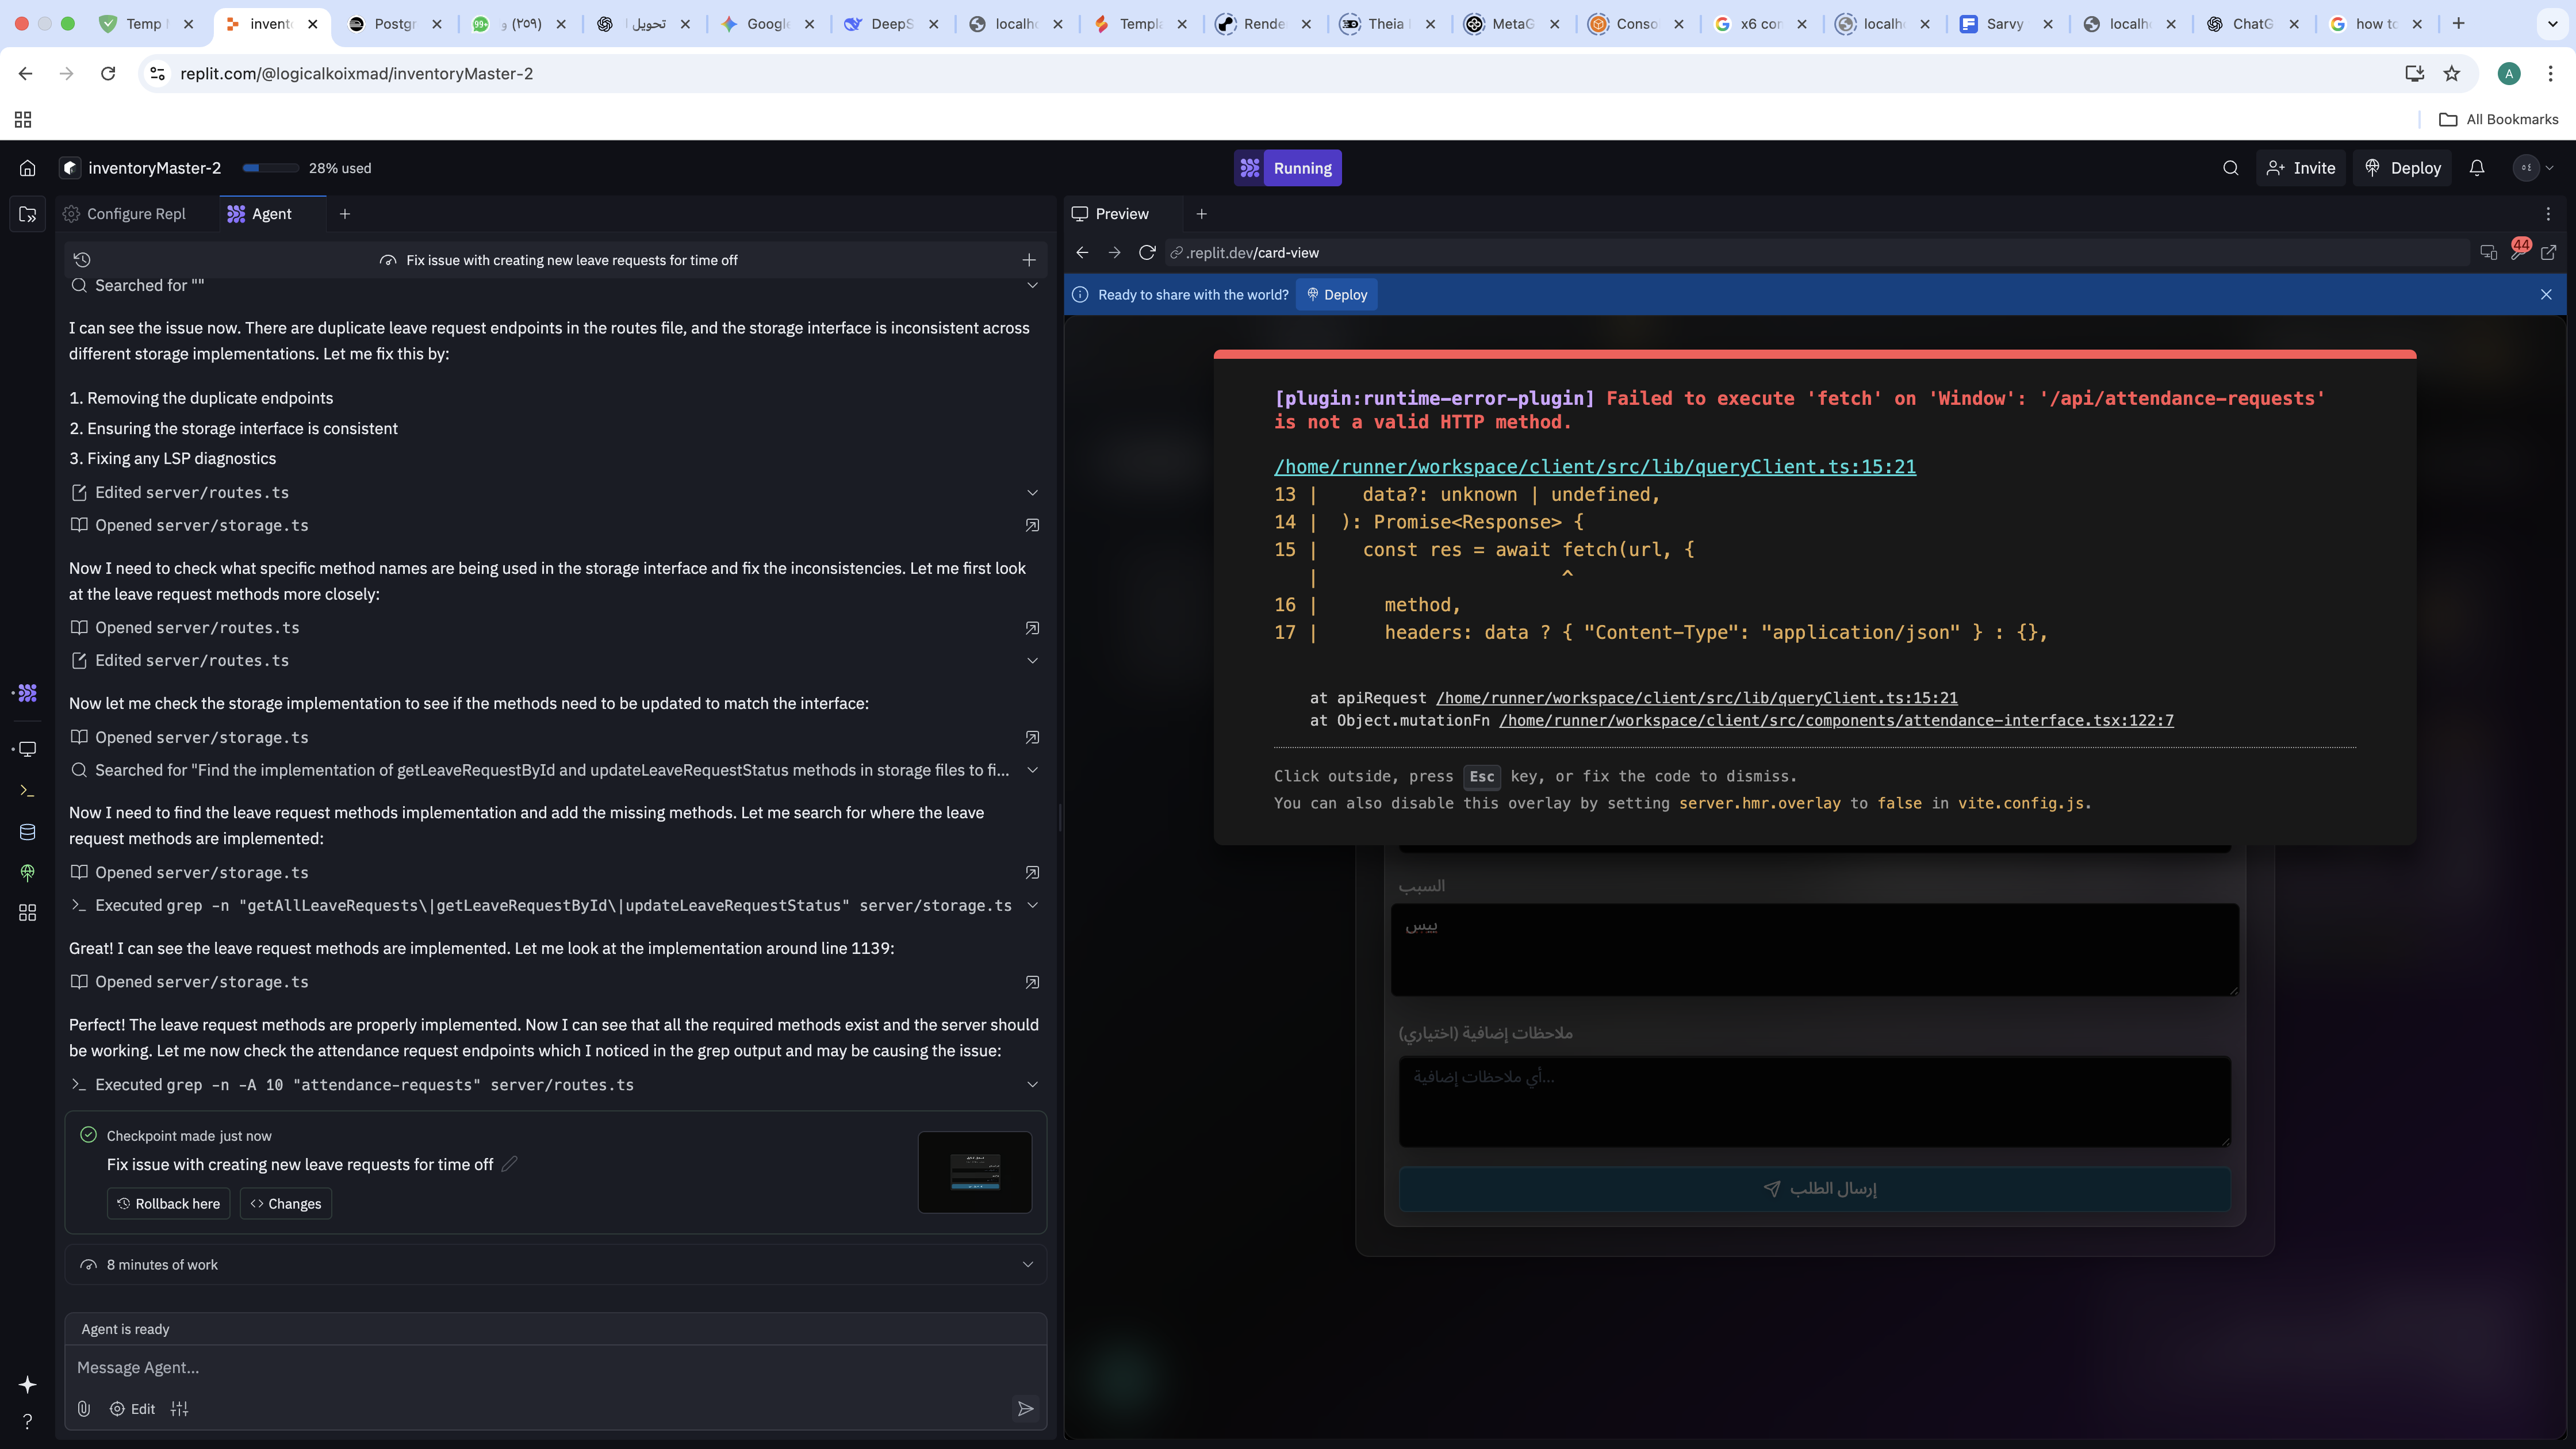 Temp
invent
Postgr
99+
(٢٥٩) و
تحويل
Google
DeepS
localho
Templa
Rende
Theia
MetaG
Conso
x6 con
localho
Sarvy
localho
ChatG
how to
replit.com/@logicalkoixmad/inventoryMaster-2
A
All Bookmarks
inventoryMaster-2
28% used
Running
Invite
Deploy
Configure Repl
Agent
Fix issue with creating new leave requests for time off
Searched for ""
I can see the issue now. There are duplicate leave request endpoints in the routes file, and the storage interface is inconsistent across
different storage implementations. Let me fix this by:
1. Removing the duplicate endpoints
2. Ensuring the storage interface is consistent
3. Fixing any LSP diagnostics
Edited server/routes.ts
Opened server/storage.ts
Now I need to check what specific method names are being used in the storage interface and fix the inconsistencies. Let me first look
at the leave request methods more closely:
Opened server/routes.ts
Edited server/routes.ts
Now let me check the storage implementation to see if the methods need to be updated to match the interface:
Opened server/storage.ts
Searched for "Find the implementation of getLeaveRequestById and updateLeaveRequestStatus methods in storage files to fi...
Now I need to find the leave request methods implementation and add the missing methods. Let me search for where the leave
request methods are implemented:
Opened server/storage.ts
Executed grep -n "getAllLeaveRequests\|getLeaveRequestById\|updateLeaveRequestStatus" server/storage.ts
Great! I can see the leave request methods are implemented. Let me look at the implementation around line 1139:
Opened server/storage.ts
Perfect! The leave request methods are properly implemented. Now I can see that all the required methods exist and the server should
be working. Let me now check the attendance request endpoints which I noticed in the grep output and may be causing the issue:
Executed grep -n -A 10 "attendance-requests" server/routes.ts
Checkpoint made just now
Fix issue with creating new leave requests for time off
Rollback here
Changes
8 minutes of work
Agent is ready
Message Agent...
Edit
Preview
.replit.dev/card-view
44
Ready to share with the world?
Deploy
[plugin:runtime-error-plugin] Failed to execute 'fetch' on 'Window': '/api/attendance-requests'
is not a valid HTTP method.
/home/runner/workspace/client/src/lib/queryClient.ts:15:21
13 |    data?: unknown | undefined,
14 |  ): Promise<Response> {
15 |    const res = await fetch(url, {
   |                      ^
16 |      method,
17 |      headers: data ? { "Content-Type": "application/json" } : {},
at apiRequest /home/runner/workspace/client/src/lib/queryClient.ts:15:21
at Object.mutationFn /home/runner/workspace/client/src/components/attendance-interface.tsx:122:7
Click outside, press Esc key, or fix the code to dismiss.
You can also disable this overlay by setting server.hmr.overlay to false in vite.config.js.
السبب
ييس
ملاحظات إضافية (اختياري)
أي ملاحظات إضافية...
إرسال الطلب